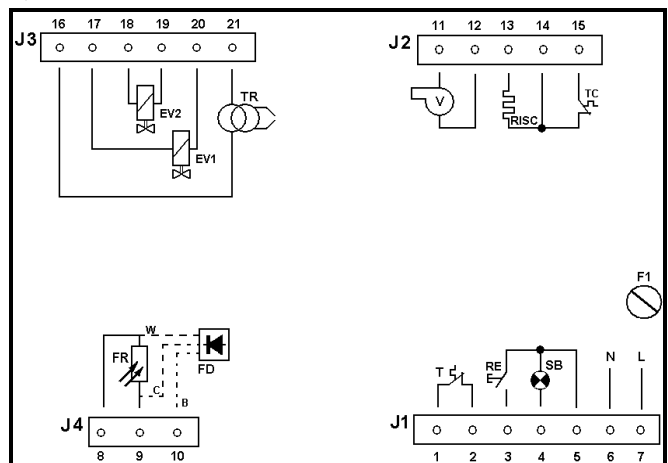 16 17 18 19 20 21
J3
TR
EV2
EV1
11 12 13 14 15
J2
V
RISC
TC
F1
W
FR
FD
C
B
J4
8 9 10
T
RE
SB
N
L
J1
1 2 3 4 5 6 7